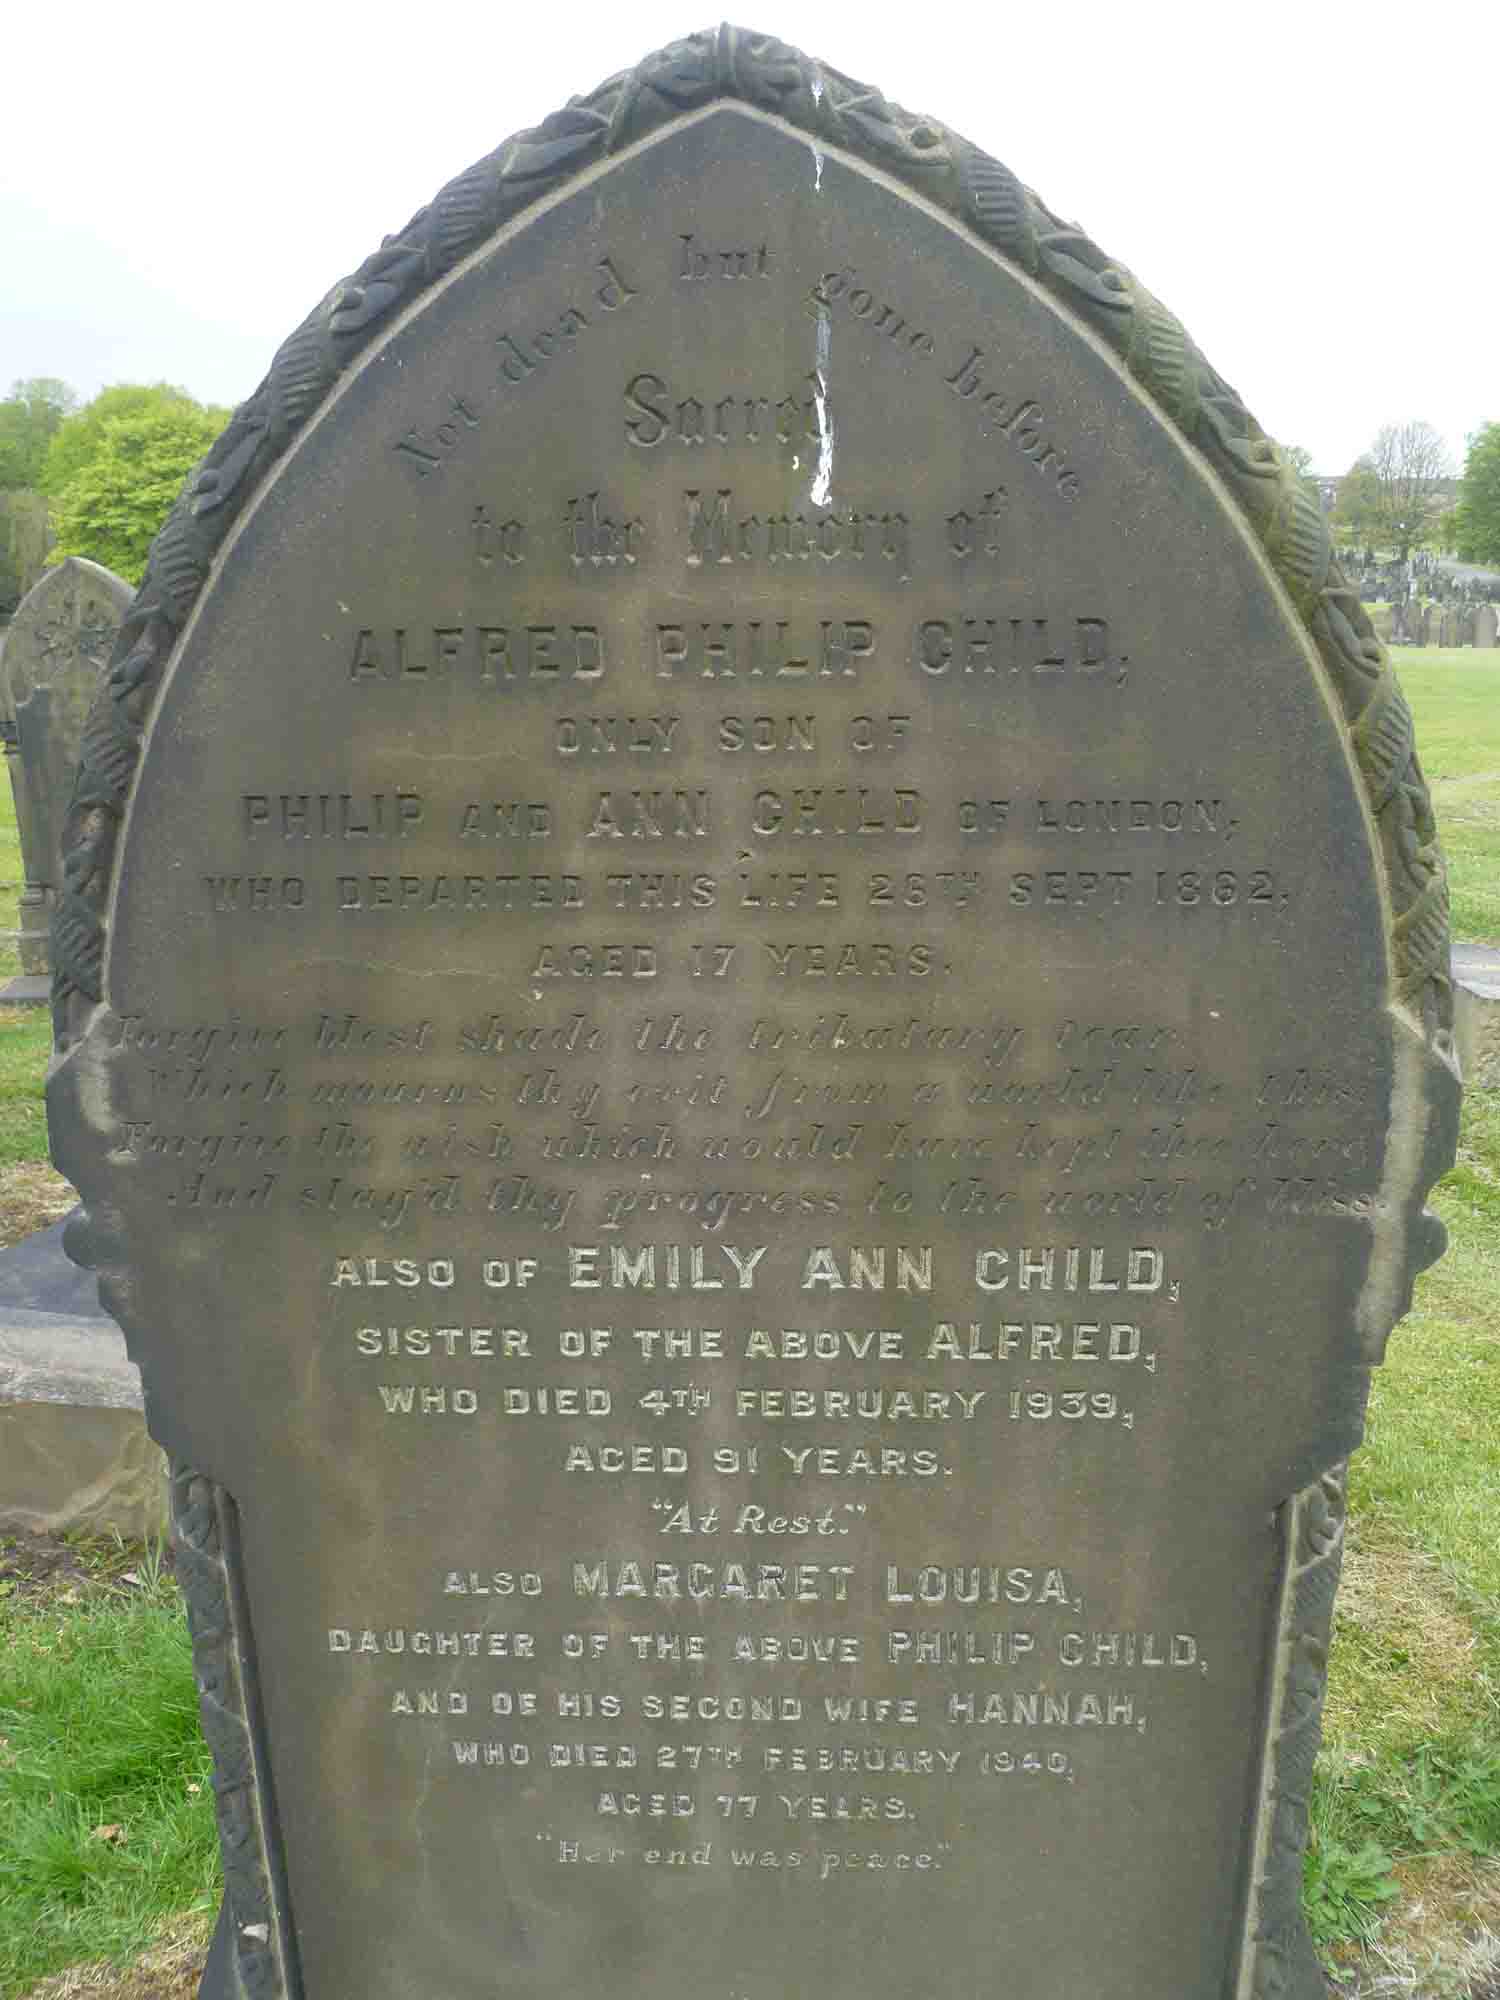 Not dead but gone before
Sacred
to the Memory of
ALFRED PHILIP CHILD,
ONLY SON OF
PHILIP AND ANN CHILD OF LONDON,
WHO DEPARTED THIS LIFE 26TH SEPT 1862,
AGED 17 YEARS.
Forgive blest shade the tributary tear
Which mourns thy exit from a world like this
Forgive the wish which would have kept thee here
And stay'd thy progress to the world of bliss.
ALSO OF EMILY ANN CHILD,
SISTER OF THE ABOVE ALFRED,
WHO DIED 4TH FEBRUARY 1939,
AGED 91 YEARS.
"At Rest."
ALSO MARGARET LOUISA,
DAUGHTER OF THE ABOVE PHILIP CHILD,
AND OF HIS SECOND WIFE HANNAH,
WHO DIED 27TH FEBRUARY 1940,
AGED 77 YEARS.
"Her end was peace."